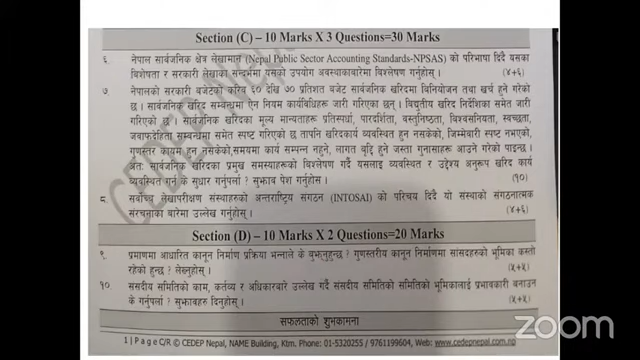 Section (C) – 10 Marks X 3 Questions=30 Marks
६. नेपाल सार्वजनिक क्षेत्र लेखामान (Nepal Public Sector Accounting Standards-NPSAS) को परिभाषा दिदै यसका
बिशेषता र सरकारी लेखाका सन्दर्भमा यसको उपयोग अवस्थाकाबारेमा विश्लेषण गर्नुहोस् । (४+६)
७ नेपालको सरकारी बजेटको करिव ६० देखि ७० प्रतिशत बजेट सार्वजनिक खरिदमा बिनियोजन तथा खर्च हुने गरेको
छ । सार्वजनिक खरिद सम्बन्धमा ऐन नियम कार्यविधिहरू जारी गरिएका छन् । विद्युतीय खरिद निर्देशिका समेत जारी
गरिएको छ । सार्वजनिक खरिदका मूल्य मान्यताहरू प्रतिस्पर्धा, पारदर्शिता, वस्तुनिष्ठता, विश्वसनियता, स्वच्छता,
जवाफदेहिता सम्बन्धमा समेत स्पष्ट गरिएको छ तापनि खरिदकार्य व्यवस्थित हुन नसकेको, जिम्मेवारी स्पष्ट नभएको,
गुणस्तर कायम हुन नसकेको,समयमा कार्य सम्पन्न नहुने, लागत बृद्धि हुने जस्ता गुनासाहरू आउने गरेको पाइन्छ ।
अतः सार्वजनिक खरिदका प्रमुख समस्याहरूको विश्लेषण गर्दै यसलाइ व्यवस्थित र उद्देश्य अनुरूप खरिद कार्य
व्यवस्थित गर्न के सुधार गर्नुपर्ला ? सुझाव पेश गर्नुहोस । (१०)
८. सर्वोच्च लेखापरीक्षण संस्थाहरुको अन्तराष्ट्रिय संगठन (INTOSAI) को परिचय दिदै यो संस्थाको संगठनात्मक
संरचनाका बारेमा उल्लेख गर्नुहोस् । (४+६)
Section (D) – 10 Marks X 2 Questions=20 Marks
९. प्रमाणमा आधारित कानून निर्माण प्रक्रिया भन्नाले के बुझ्नुहुन्छ ? गुणस्तरीय कानून निर्माणमा सांसदहरुको भूमिका कस्तो
रहेको हुन्छ ? लेख्नुहोस् । (५+५)
१०. संसदीय समितिको काम, कर्तव्य र अधिकारबारे उल्लेख गर्दै संसदीय समितिको समितिको भूमिकालाई प्रभावकारी बनाउन
के गर्नुपर्ला ? सुझावहरु दिनुहोस् । (५+५)
सफलताको शुभकामना
1 | P a g e C/R © CEDEP Nepal, NAME Building, Ktm. Phone: 01-5320255 / 9761199604, Web: www.cedepnepal.com.np
zoom